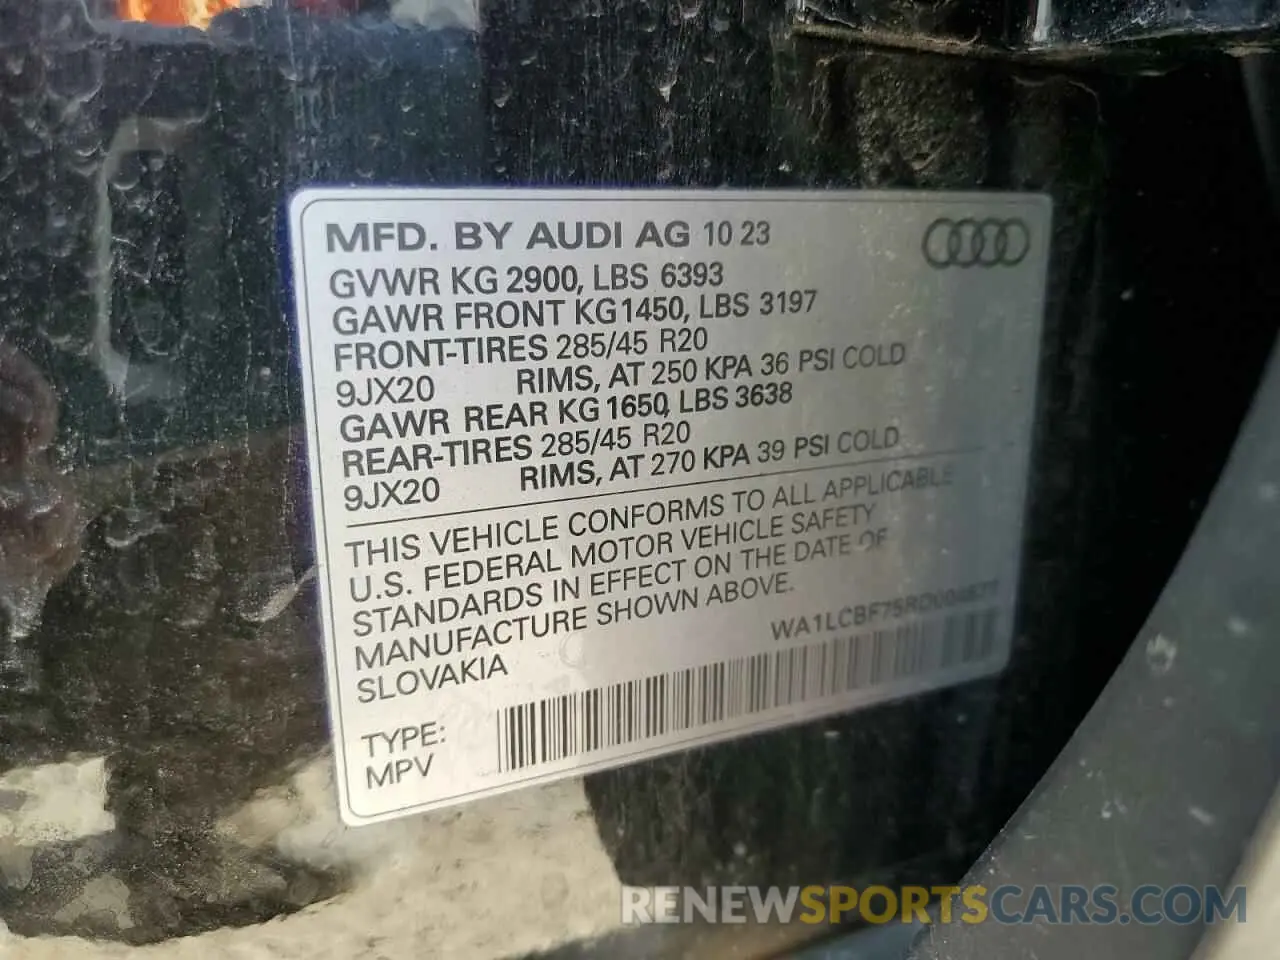 MFD. BY AUDI AG 10 23
GVWR KG 2900, LBS 6393
GAWR FRONT KG1450, LBS 3197
FRONT-TIRES 285/45 R20
9JX20 RIMS, AT 250 KPA 36 PSI COLD
GAWR REAR KG 1650, LBS 3638
REAR-TIRES 285/45 R20
9JX20 RIMS, AT 270 KPA 39 PSI COLD
THIS VEHICLE CONFORMS TO ALL APPLICABLE
U.S. FEDERAL MOTOR VEHICLE SAFETY
STANDARDS IN EFFECT ON THE DATE OF
MANUFACTURE SHOWN ABOVE.
SLOVAKIA
TYPE:
MPV
RENEWSPORTSCARS.COM